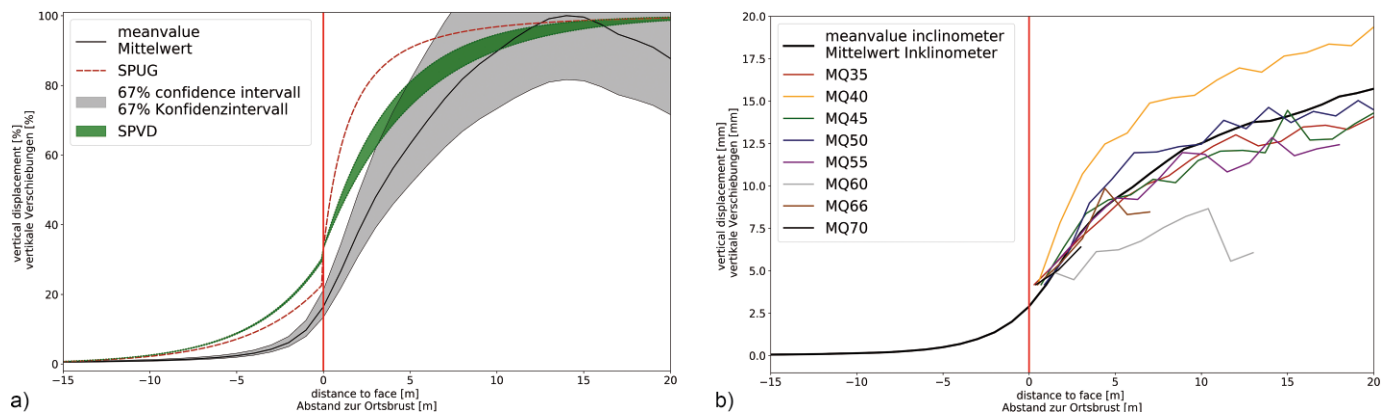 meanvalue
Mittelwert
SPUG
67% confidence intervall
67% Konfidenzintervall
SPVD
vertical displacement [%]
vertikale Verschiebungen [%]
100
80
60
40
20
0
-15
-10
-5
0
5
10
15
20
distance to face [m]
Abstand zur Ortsbrust [m]
a)
meanvalue inclinometer
Mittelwert Inklinometer
MQ35
MQ40
MQ45
MQ50
MQ55
MQ60
MQ66
MQ70
vertical displacement [mm]
vertikale Verschiebungen [mm]
20.0
17.5
15.0
12.5
10.0
7.5
5.0
2.5
0.0
-15
-10
-5
0
5
10
15
20
distance to face [m]
Abstand zur Ortsbrust [m]
b)